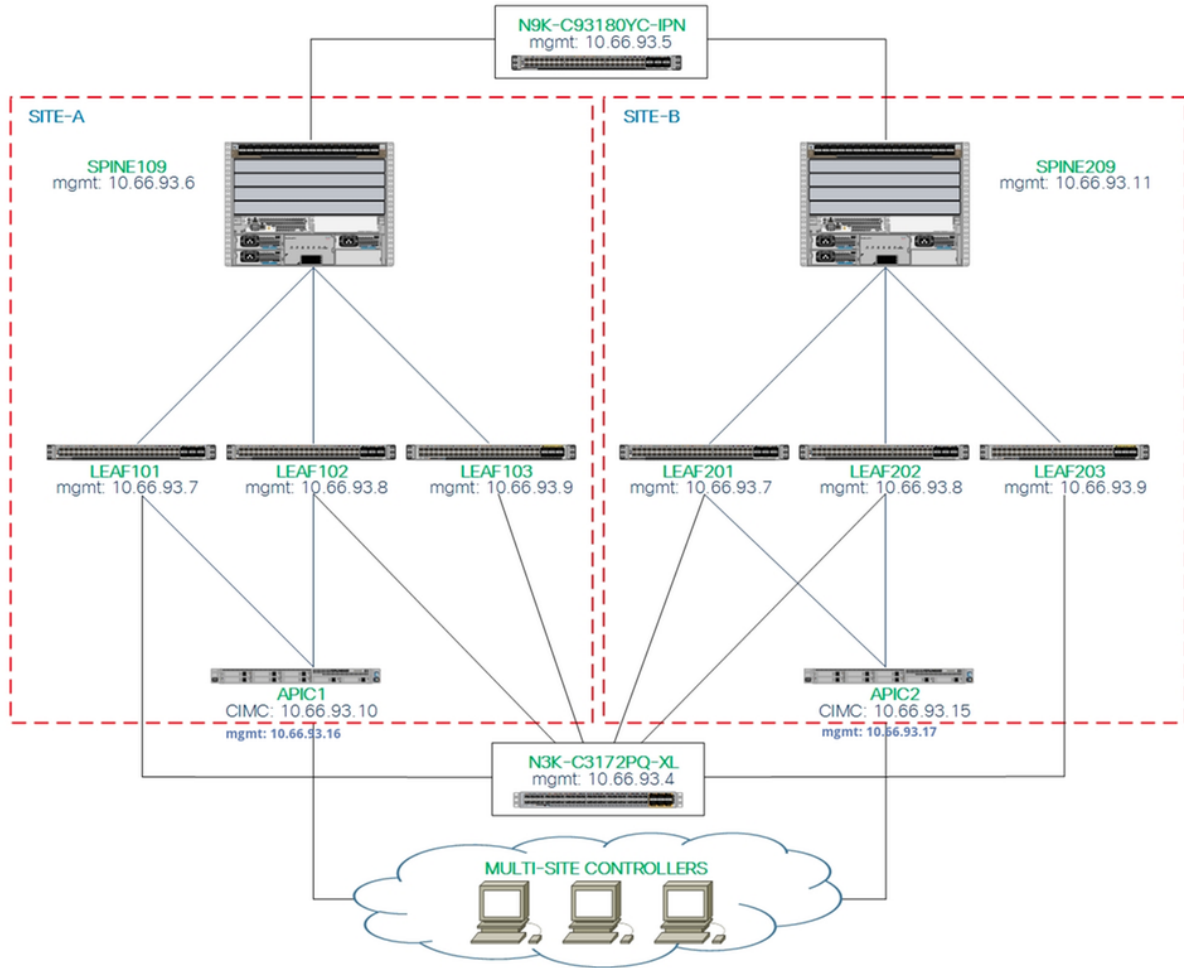 N9K-C93180YC-IPN
mgmt: 10.66.93.5
SITE-A
SPINE109
mgmt: 10.66.93.6
SITE-B
SPINE209
mgmt: 10.66.93.11
LEAF101
mgmt: 10.66.93.7
LEAF102
mgmt: 10.66.93.8
LEAF103
mgmt: 10.66.93.9
LEAF201
mgmt: 10.66.93.7
LEAF202
mgmt: 10.66.93.8
LEAF203
mgmt: 10.66.93.9
APIC1
CIMC: 10.66.93.10
mgmt: 10.66.93.16
APIC2
CIMC: 10.66.93.15
mgmt: 10.66.93.17
N3K-C3172PQ-XL
mgmt: 10.66.93.4
MULTI-SITE CONTROLLERS